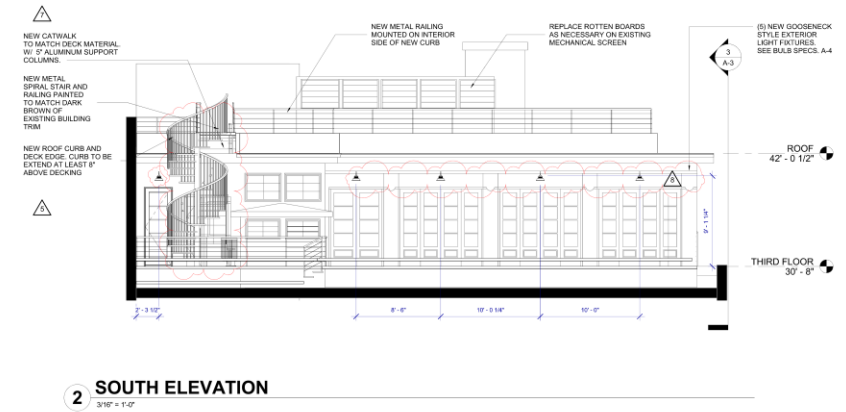 7
NEW CATWALK
TO MATCH DECK MATERIAL.
W/ 5" ALUMINUM SUPPORT
COLUMNS.
NEW METAL
SPIRAL STAIR AND
RAILING PAINTED
TO MATCH DARK
BROWN OF
EXISTING BUILDING
TRIM
NEW ROOF CURB AND
DECK EDGE. CURB TO BE
EXTEND AT LEAST 8"
ABOVE DECKING
5
NEW METAL RAILING
MOUNTED ON INTERIOR
SIDE OF NEW CURB
REPLACE ROTTEN BOARDS
AS NECESSARY ON EXISTING
MECHANICAL SCREEN
(5) NEW GOOSENECK
STYLE EXTERIOR
LIGHT FIXTURES.
SEE BULB SPECS, A-4
3
A-3
ROOF
42' - 0 1/2"
8
9' - 1 1/4"
THIRD FLOOR
30' - 8"
2' - 3 1/2"
8' - 6"
10' - 0 1/4"
10' - 0"
2
SOUTH ELEVATION
3/16" = 1'-0"